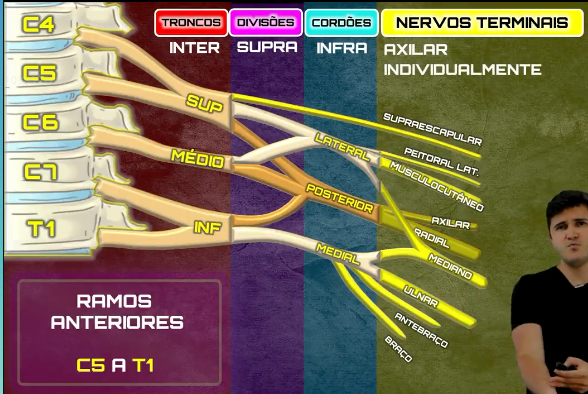 TRONCOS
DIVISÕES
CORDÕES
NERVOS TERMINAIS
INTER
SUPRA
INFRA
AXILAR
INDIVIDUALMENTE
C4
C5
C6
C7
T1
SUP
MÉDIO
INF
LATERAL
POSTERIOR
MEDIAL
SUPRAESCAPULAR
PEITORAL LAT.
MUSCULOCUTÂNEO
AXILAR
RADIAL
MEDIANO
ULNAR
ANTEBRAÇO
BRAÇO
RAMOS
ANTERIORES
C5 A T1